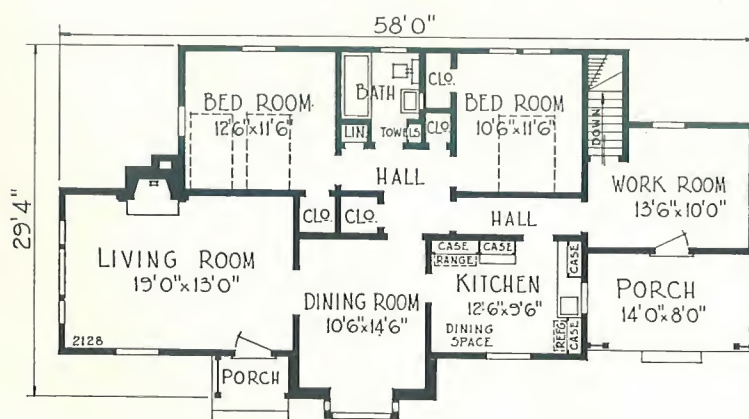 58'0"
29'4"
BED ROOM
12'6"x11'6"
BATH
LIN.
TOWELS
CLO.
CLO.
BED ROOM
10'6"x11'6"
DOWN
HALL
WORK ROOM
13'6"x10'0"
CLO.
CLO.
HALL
LIVING ROOM
19'0"x13'0"
2128
PORCH
DINING ROOM
10'6"x14'6"
CASE
CASE
RANGE
CASE
KITCHEN
12'6"x9'6"
DINING
SPACE
REFG
CASE
PORCH
14'0"x8'0"